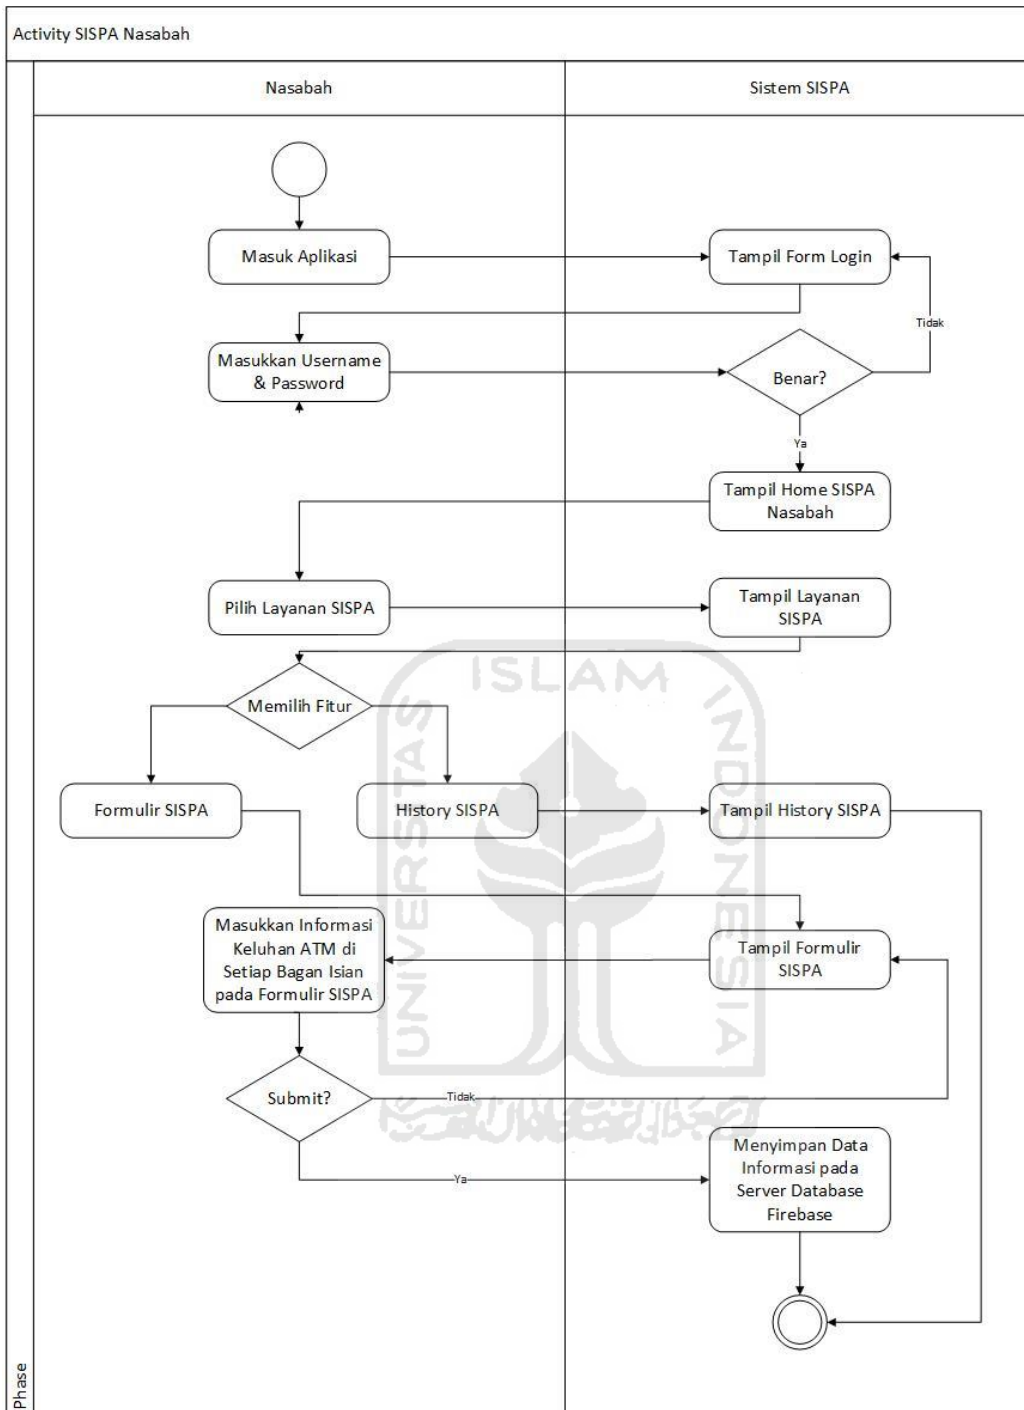 Activity SISPA Nasabah
Nasabah
Sistem SISPA
Masuk Aplikasi
Tampil Form Login
Tidak
Masukkan Username
& Password
Benar?
Ya
Tampil Home SISPA
Nasabah
Pilih Layanan SISPA
Tampil Layanan
SISPA
ISLAM
UNIVERSITAS
INDONESIA
Memilih Fitur
Formulir SISPA
History SISPA
Tampil History SISPA
Masukkan Informasi
Keluhan ATM di
Setiap Bagan Isian
pada Formulir SISPA
Tampil Formulir
SISPA
Submit?
Tidak
Ya
Menyimpan Data
Informasi pada
Server Database
Firebase
Phase